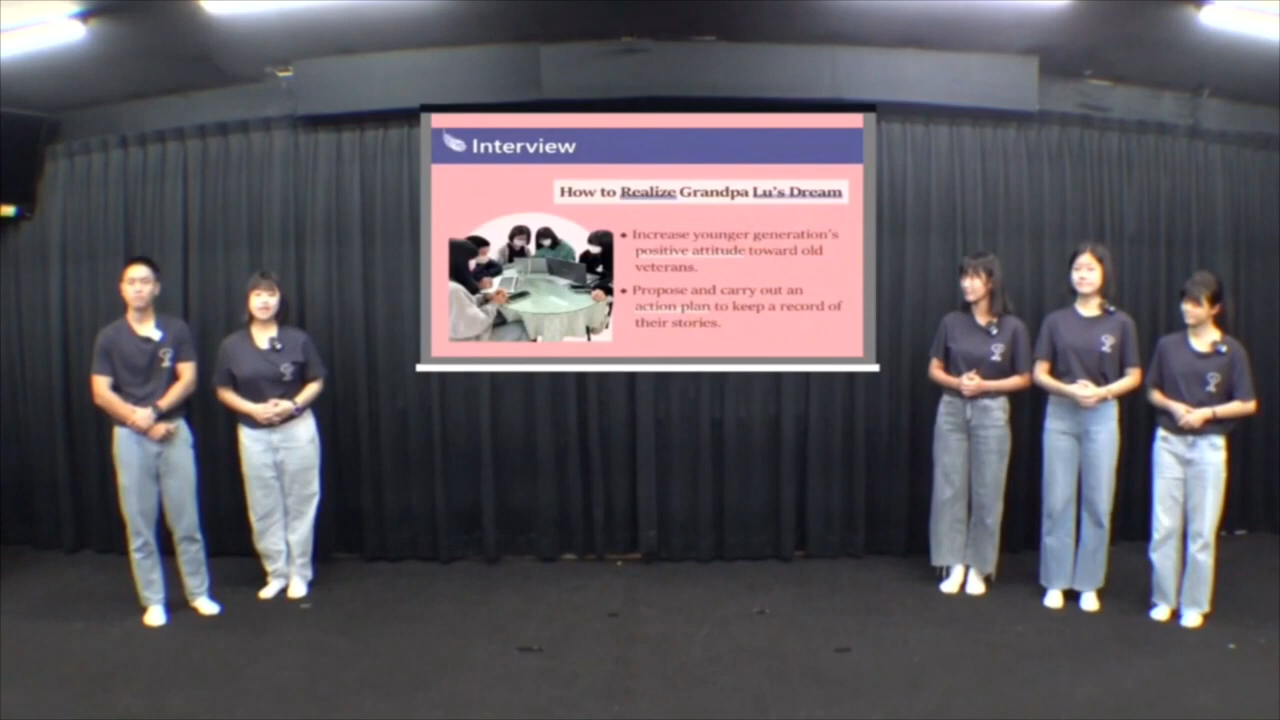 Interview
How to Realize Grandpa Lu's Dream
• Increase younger generation's
positive attitude toward old
veterans.
• Propose and carry out an
action plan to keep a record of
their stories.